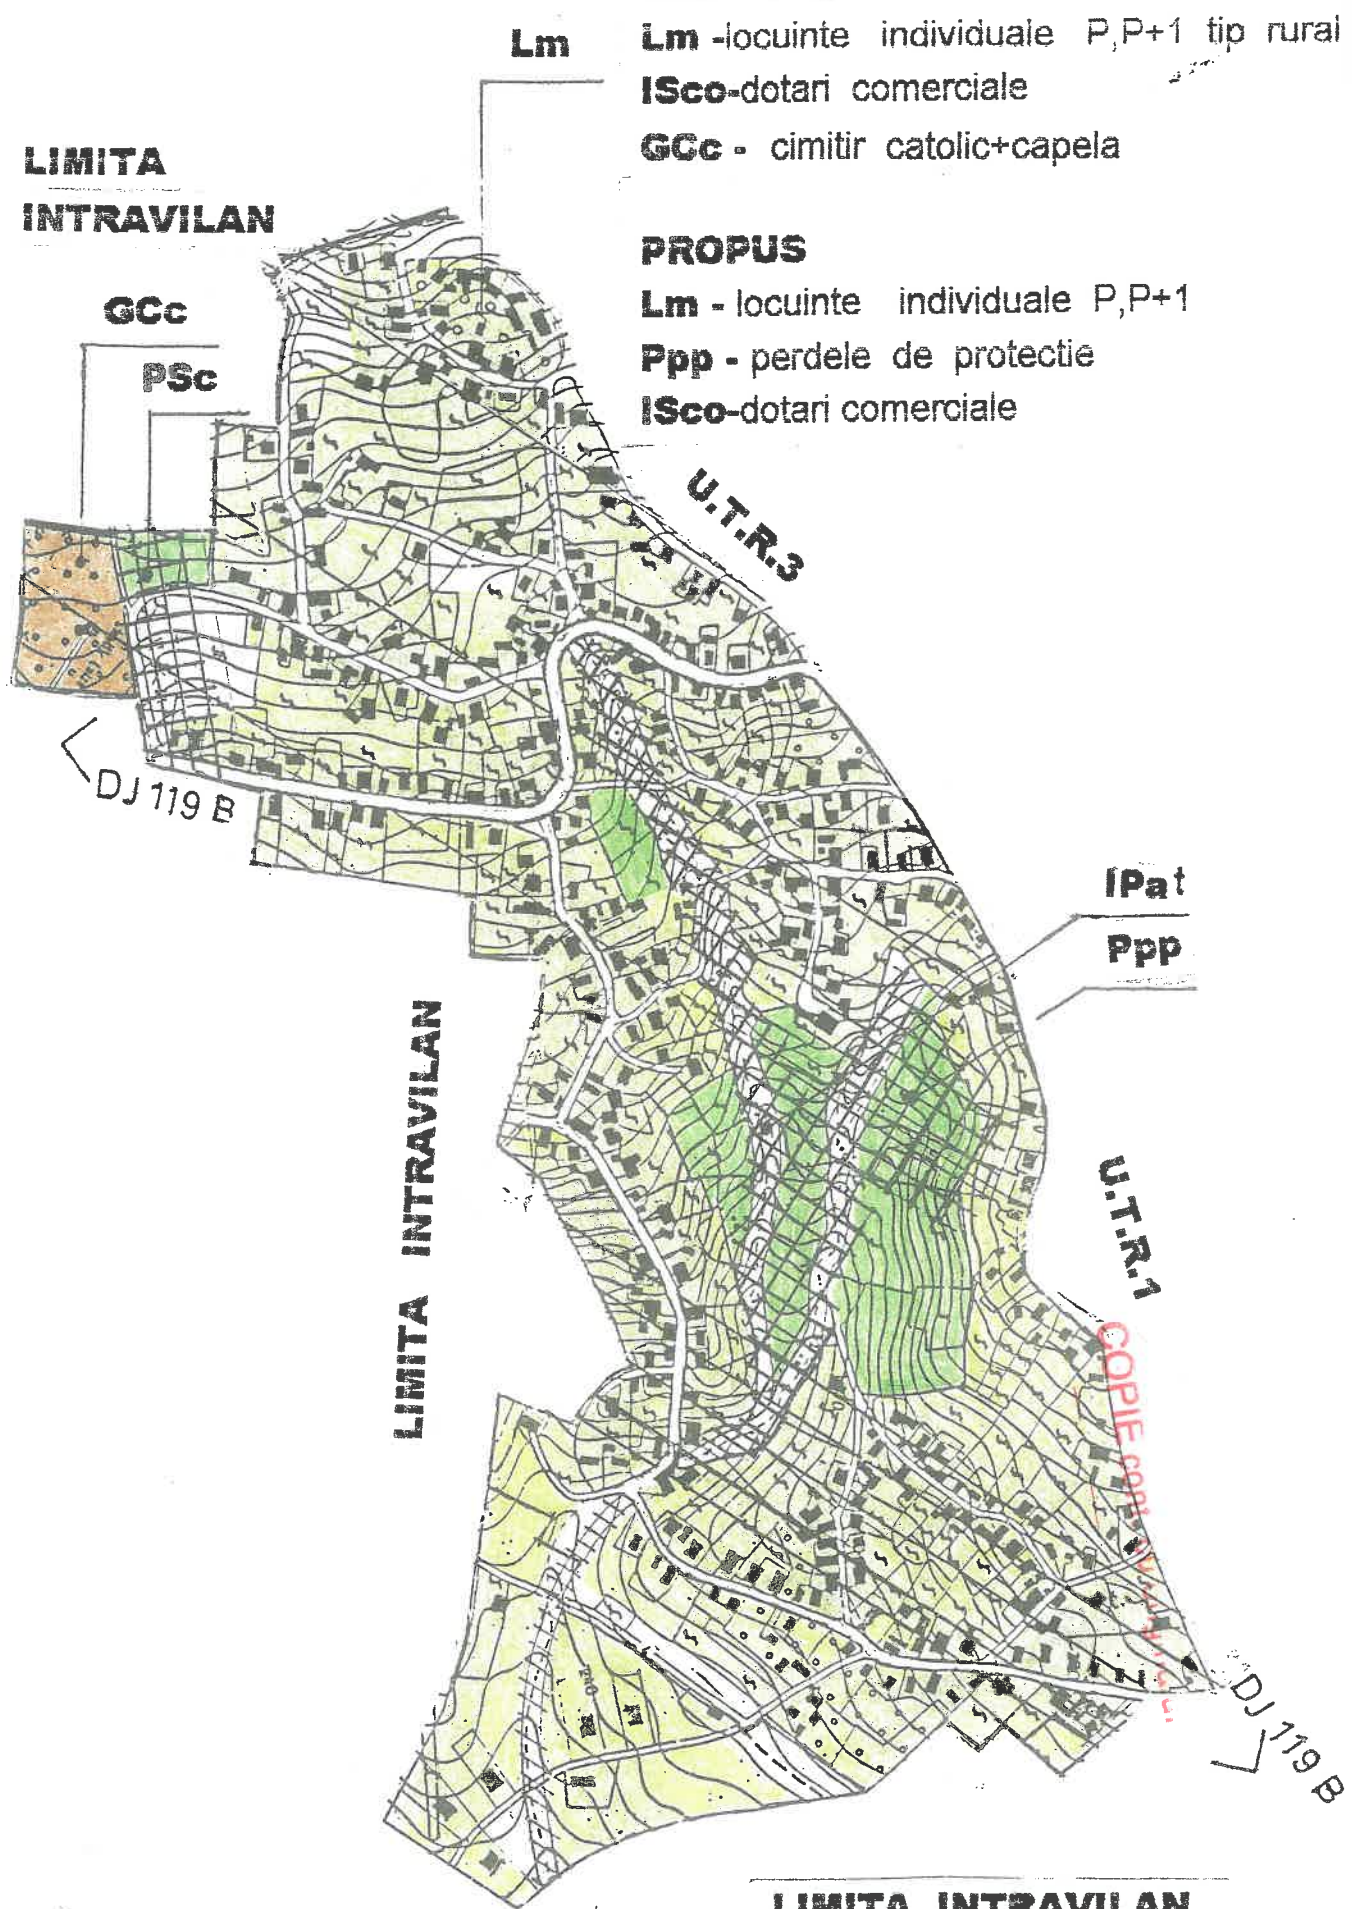 Lm
Lm -locuinte individuale P,P+1 tip rural
ISco-dotari comerciale
GCc - cimitir catolic+capela
LIMITA
INTRAVILAN
PROPUS
Lm - locuinte individuale P,P+1
Ppp - perdele de protectie
ISco-dotari comerciale
GCc
PSc
U.T.R.3
DJ 119 B
IPat
Ppp
LIMITA INTRAVILAN
U.T.R.1
COPIE
DJ 119 B
LIMITA INTRAVILAN